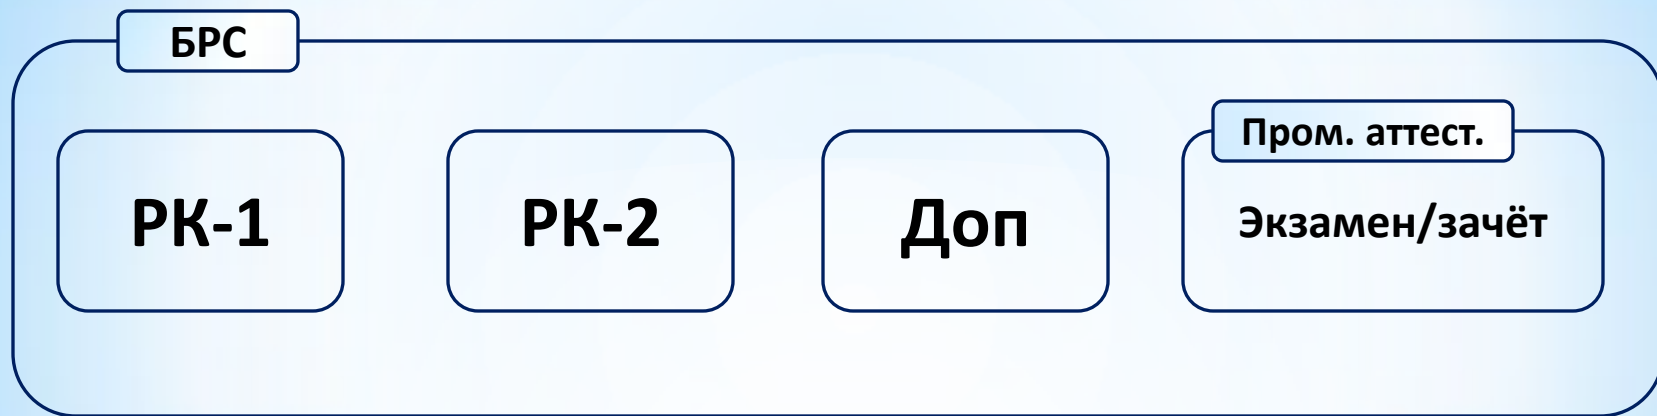 БРС
РК-1
РК-2
Доп
Пром. аттест.
Экзамен/зачёт